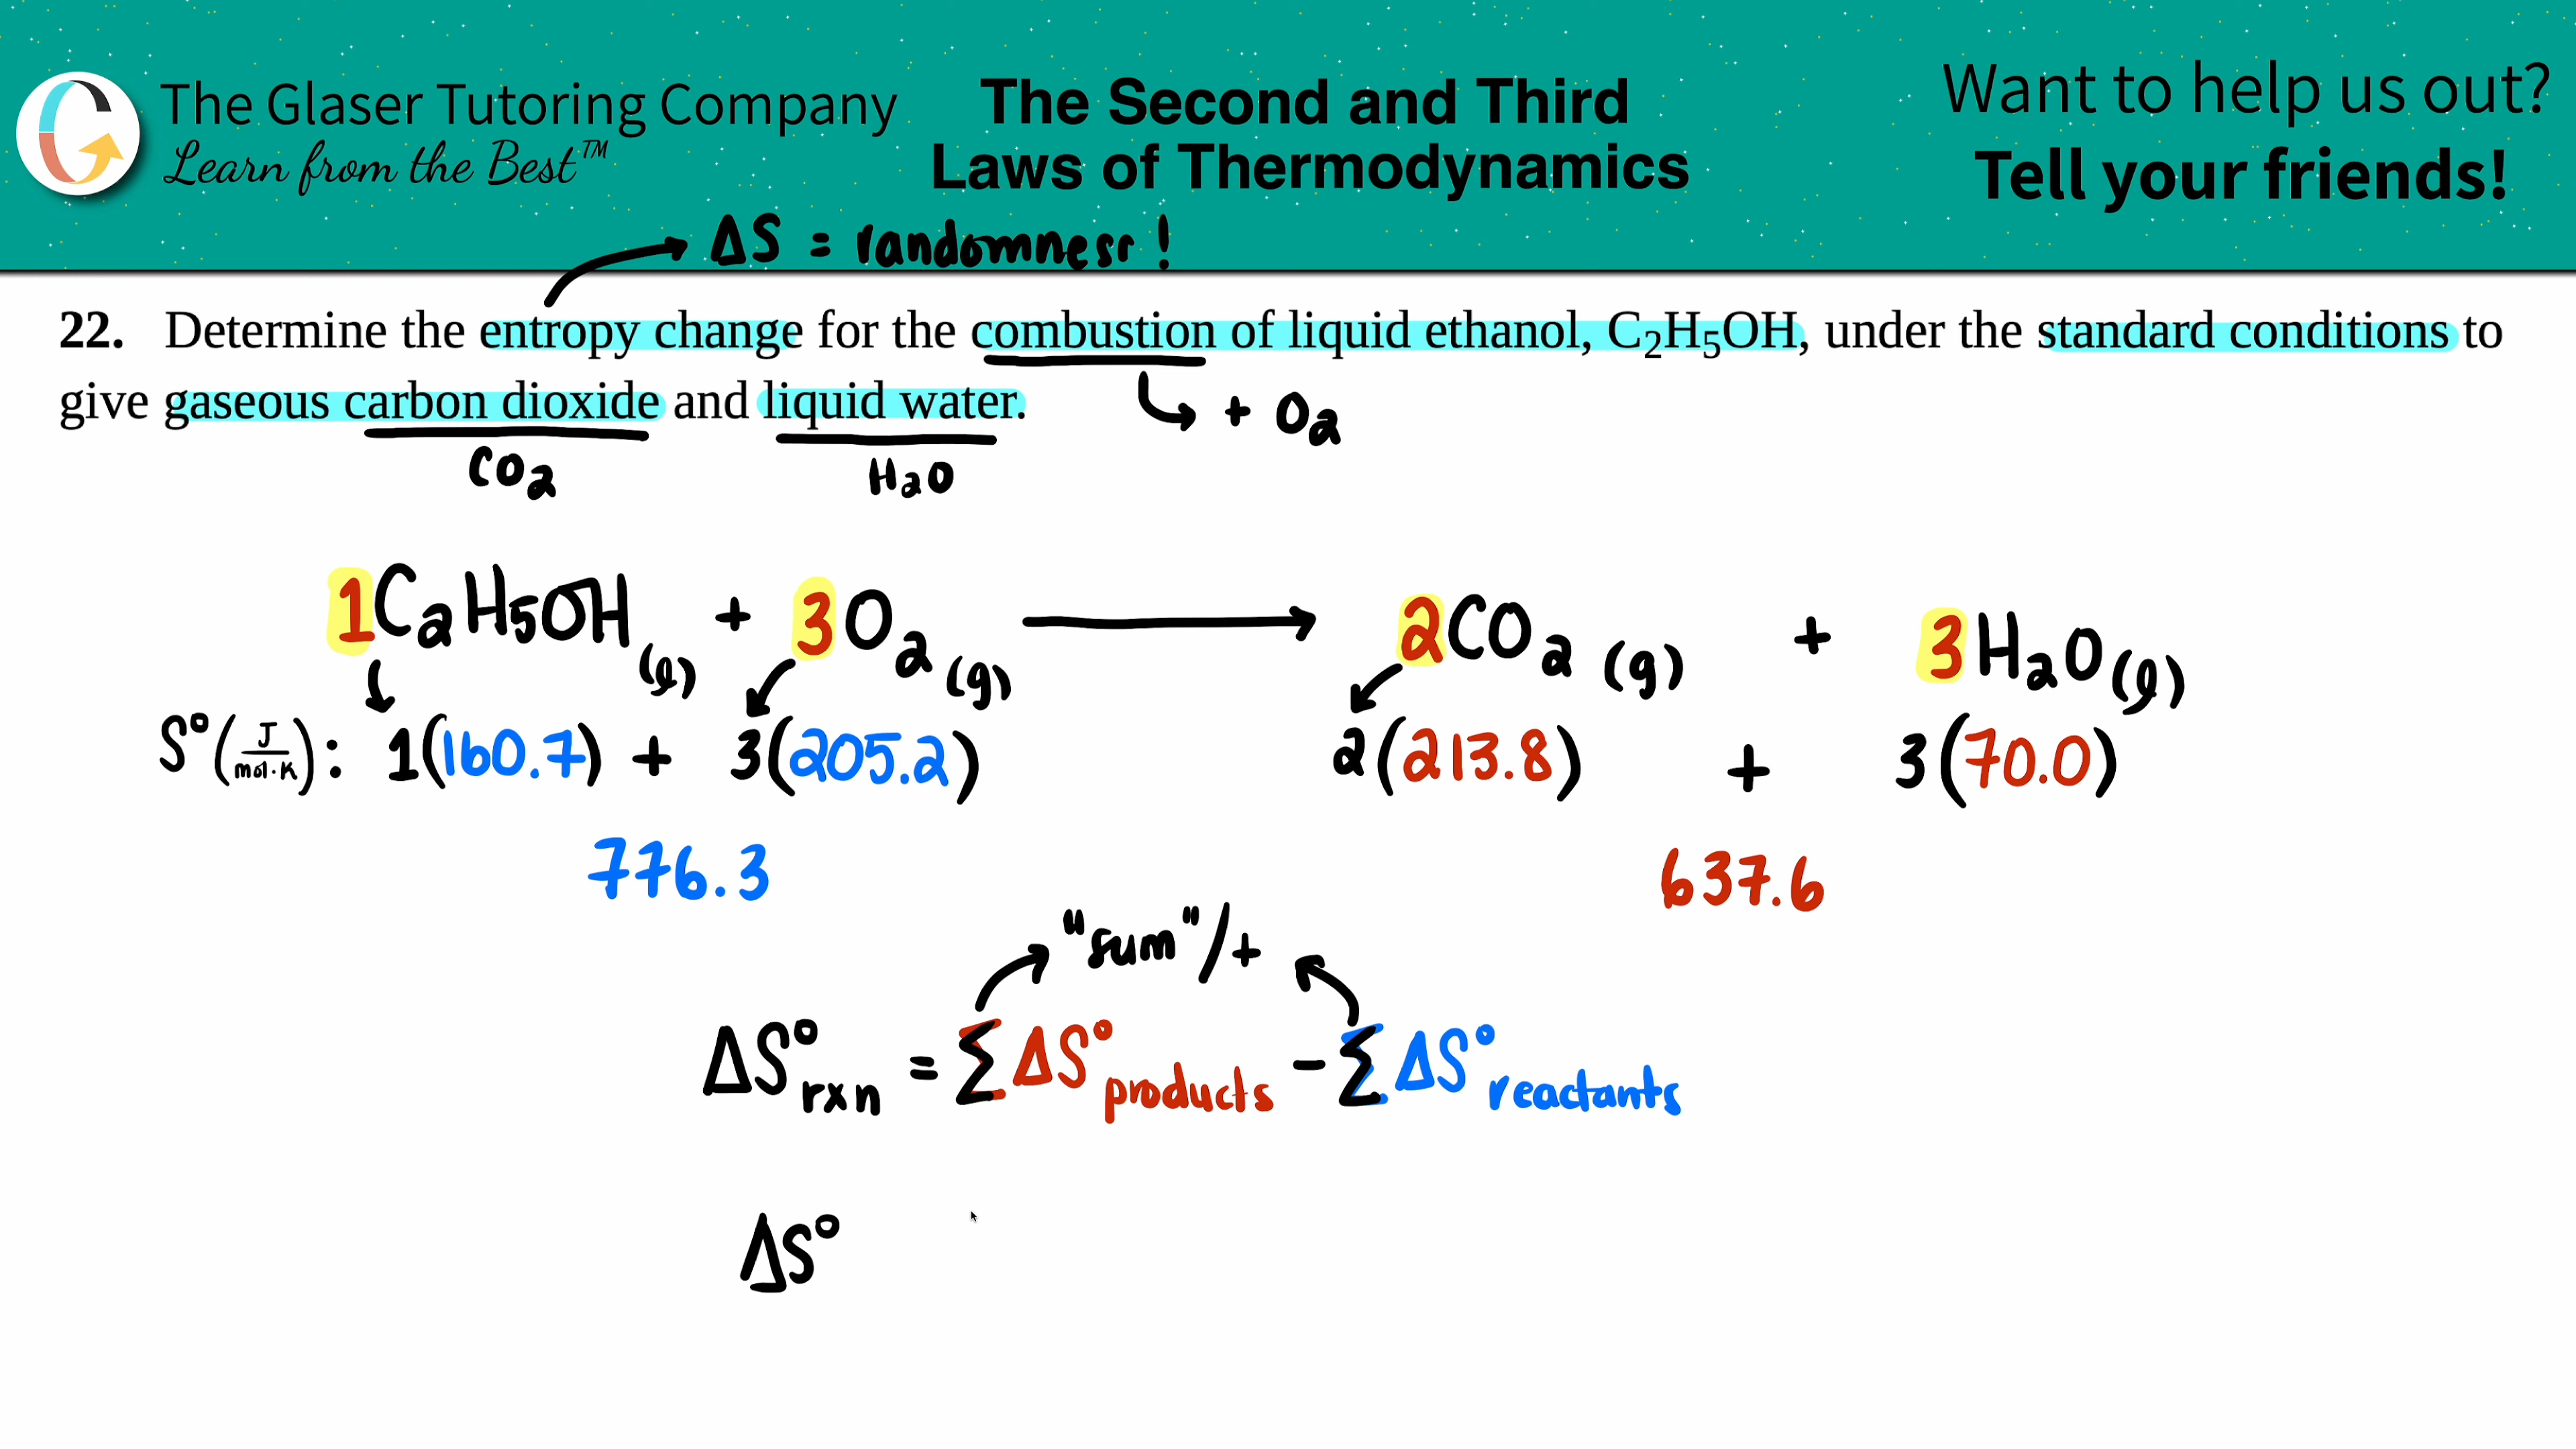 The Glaser Tutoring Company
Learn from the Best™
The Second and Third
Laws of Thermodynamics
Want to help us out?
Tell your friends!
ΔS = randomness!
22. Determine the entropy change for the combustion of liquid ethanol, C₂H₅OH, under the standard conditions to
give gaseous carbon dioxide and liquid water.
+ O₂
CO₂
H₂O
1C₂H₅OH(l) + 3O₂(g) → 2CO₂(g) + 3H₂O(l)
S°(J/mol·K): 1(160.7) + 3(205.2) 2(213.8) + 3(70.0)
776.3
637.6
"sum"/+
ΔS°rxn = ΣΔS°products - ΣΔS°reactants
ΔS°